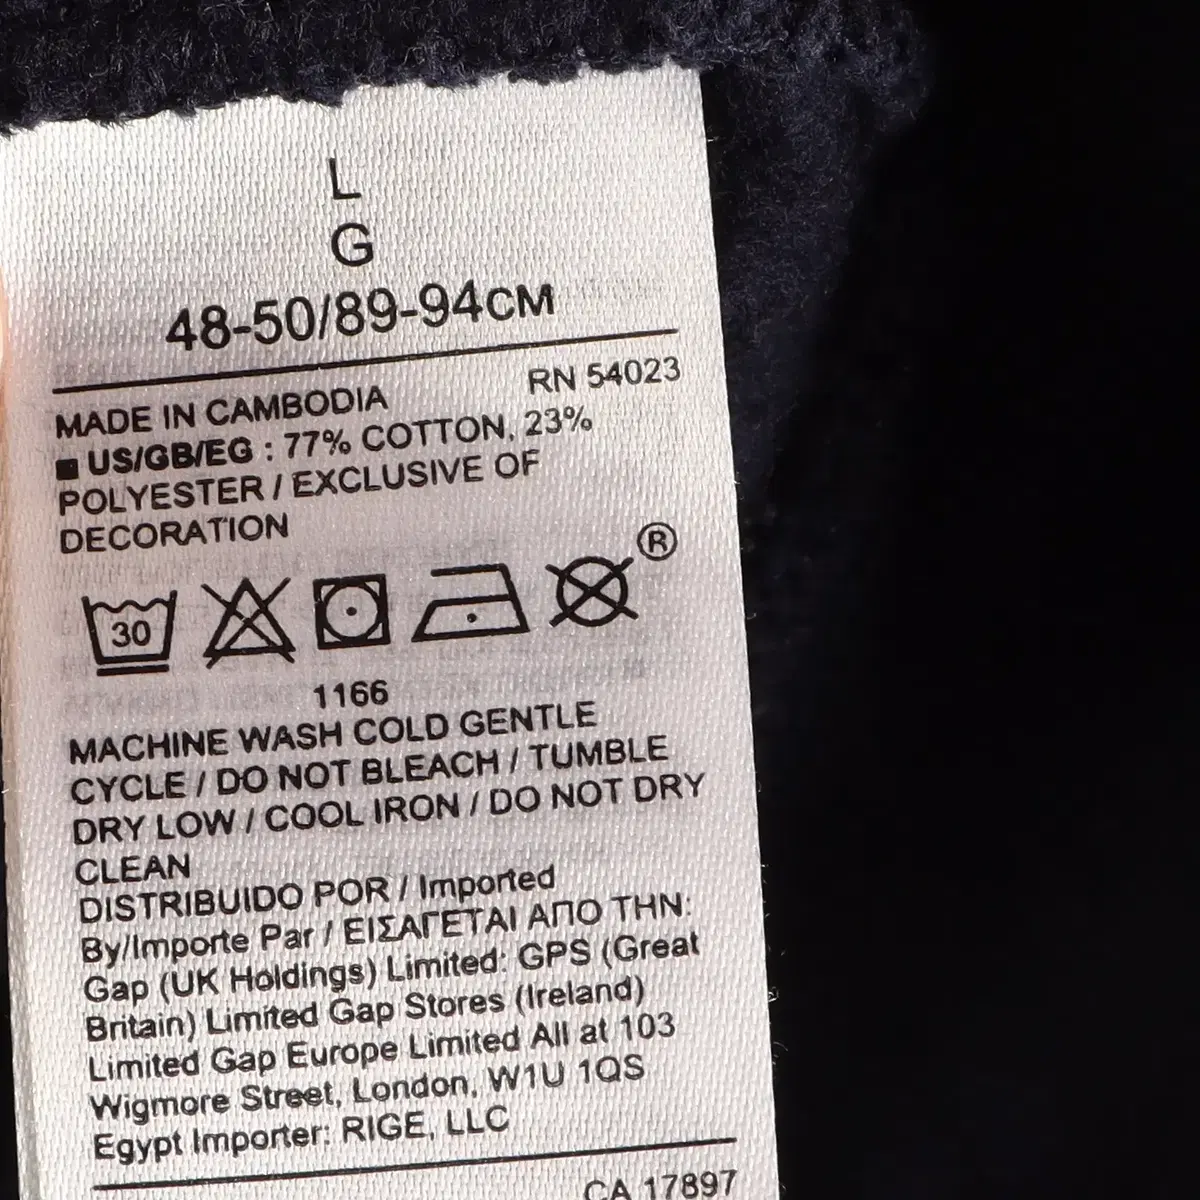 L
G
48-50/89-94CM
RN 54023
MADE IN CAMBODIA
■ US/GB/EG : 77% COTTON, 23%
POLYESTER / EXCLUSIVE OF
DECORATION
30
®
1166
MACHINE WASH COLD GENTLE
CYCLE / DO NOT BLEACH / TUMBLE
DRY LOW / COOL IRON / DO NOT DRY
CLEAN
DISTRIBUIDO POR / Imported
By/Importe Par / ΕΙΣΑΓΕΤΑΙ ΑΠΟ ΤΗΝ:
Gap (UK Holdings) Limited: GPS (Great
Britain) Limited Gap Stores (Ireland)
Limited Gap Europe Limited All at 103
Wigmore Street, London, W1U 1QS
Egypt Importer: RIGE, LLC
CA 17897